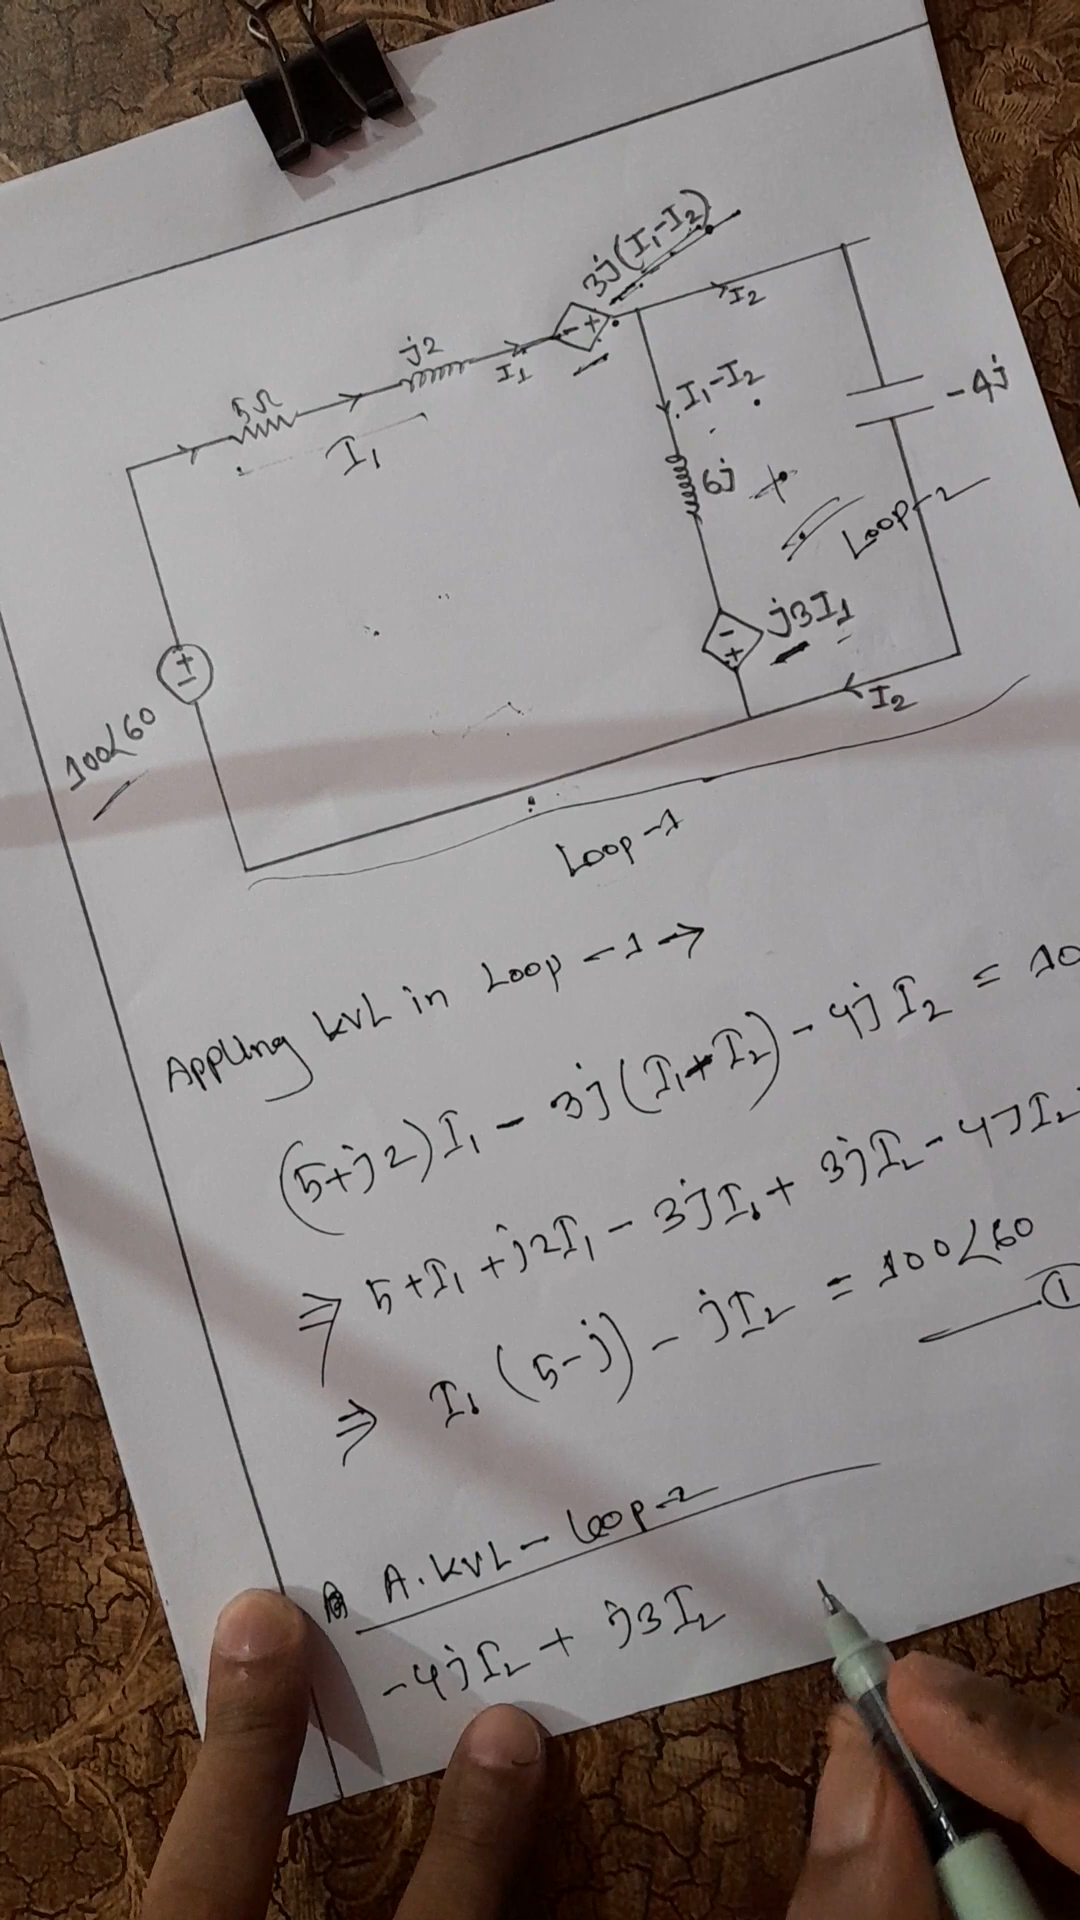 3j(I₁-I₂)
I₂
j2
I₁
5Ω
I₁
- +
I₁-I₂
-4j
6j
+
Loop-2
j3I₁
-
+
I₂
+
-
100∠60
Loop-1
Appling KVL in Loop-1→
(5+j2)I₁ - 3j(I₁-I₂) - 4jI₂ = 10
⇒ 5+I₁+j2I₁ - 3jI₁ + 3jI₂ - 4jI₂
⇒ I₁(5-j) - jI₂ = 100∠60
①
A.KVL - Loop-2
-4jI₂ + j3I₂